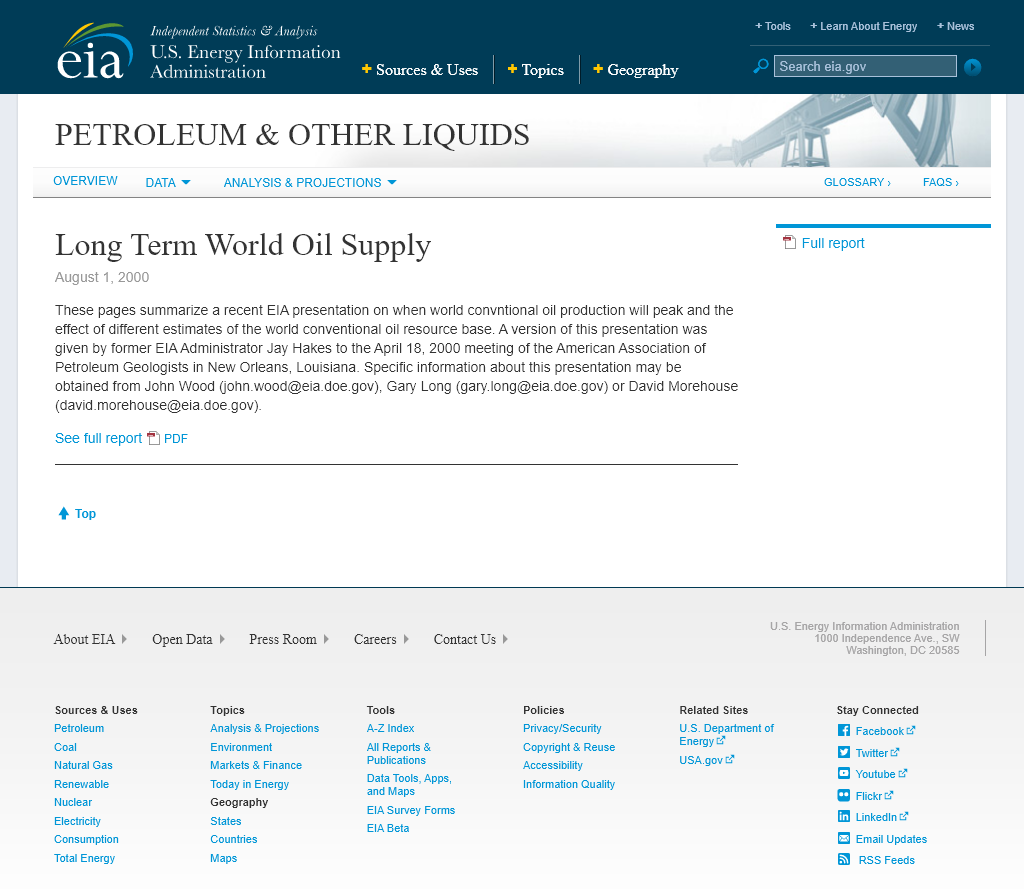 eia
Independent Statistics & Analysis
U.S. Energy Information
Administration
+ Sources & Uses
+ Topics
+ Geography
+ Tools
+ Learn About Energy
+ News
Search eia.gov
PETROLEUM & OTHER LIQUIDS
OVERVIEW
DATA
ANALYSIS & PROJECTIONS
GLOSSARY ›
FAQS ›
Long Term World Oil Supply
August 1, 2000
These pages summarize a recent EIA presentation on when world convntional oil production will peak and the
effect of different estimates of the world conventional oil resource base. A version of this presentation was
given by former EIA Administrator Jay Hakes to the April 18, 2000 meeting of the American Association of
Petroleum Geologists in New Orleans, Louisiana. Specific information about this presentation may be
obtained from John Wood (john.wood@eia.doe.gov), Gary Long (gary.long@eia.doe.gov) or David Morehouse
(david.morehouse@eia.doe.gov).
See full report PDF
Full report
Top
About EIA
Open Data
Press Room
Careers
Contact Us
U.S. Energy Information Administration
1000 Independence Ave., SW
Washington, DC 20585
Sources & Uses
Petroleum
Coal
Natural Gas
Renewable
Nuclear
Electricity
Consumption
Total Energy
Topics
Analysis & Projections
Environment
Markets & Finance
Today in Energy
Geography
States
Countries
Maps
Tools
A-Z Index
All Reports &
Publications
Data Tools, Apps,
and Maps
EIA Survey Forms
EIA Beta
Policies
Privacy/Security
Copyright & Reuse
Accessibility
Information Quality
Related Sites
U.S. Department of
Energy
USA.gov
Stay Connected
Facebook
Twitter
Youtube
Flickr
LinkedIn
Email Updates
RSS Feeds